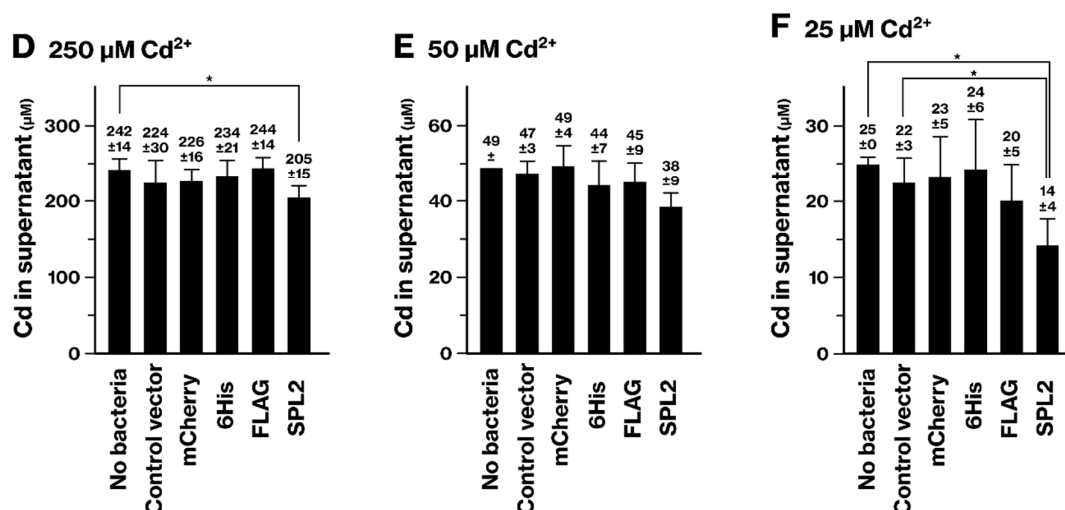 D 250 µM Cd²⁺
*
Cd in supernatant (µM)
300
200
100
0
242
±14
224
±30
226
±16
234
±21
244
±14
205
±15
No bacteria
Control vector
mCherry
6His
FLAG
SPL2
E 50 µM Cd²⁺
Cd in supernatant (µM)
60
40
20
0
49
±
47
±3
49
±4
44
±7
45
±9
38
±9
No bacteria
Control vector
mCherry
6His
FLAG
SPL2
F 25 µM Cd²⁺
*
*
Cd in supernatant (µM)
30
20
10
0
25
±0
22
±3
23
±5
24
±6
20
±5
14
±4
No bacteria
Control vector
mCherry
6His
FLAG
SPL2